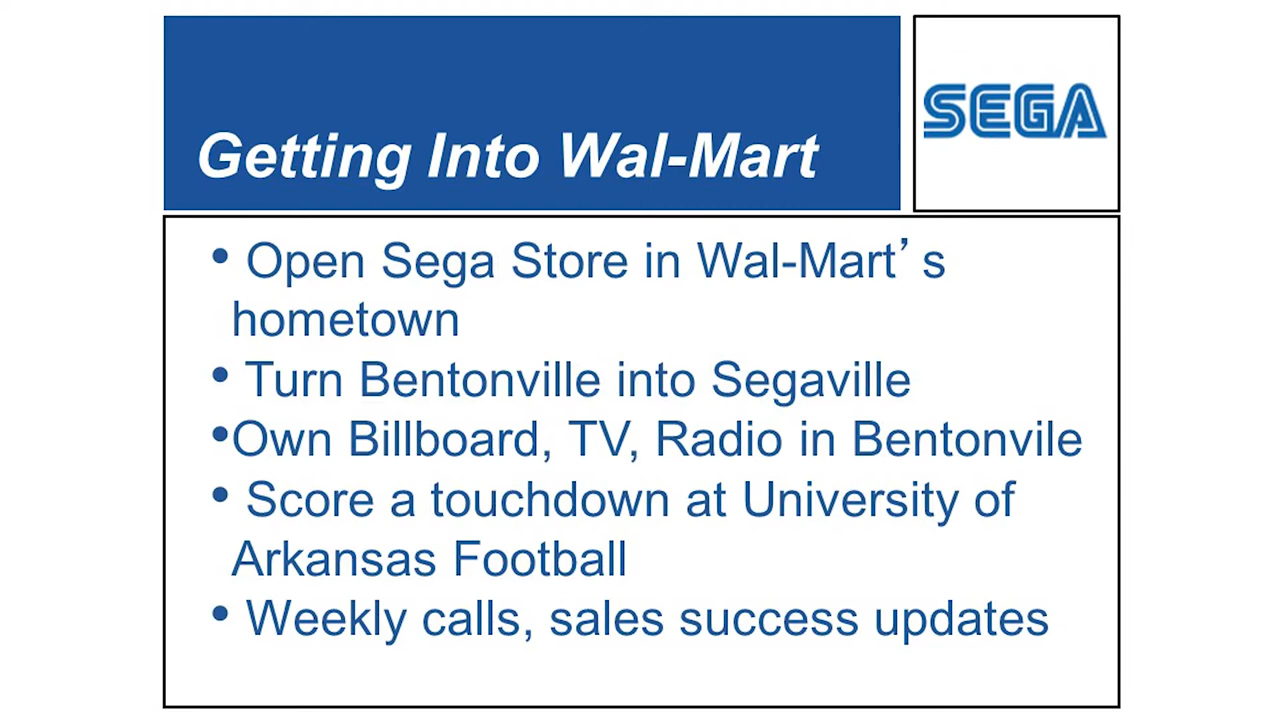 Getting Into Wal-Mart
SEGA
• Open Sega Store in Wal-Mart’s
hometown
• Turn Bentonville into Segaville
•Own Billboard, TV, Radio in Bentonvile
• Score a touchdown at University of
Arkansas Football
• Weekly calls, sales success updates